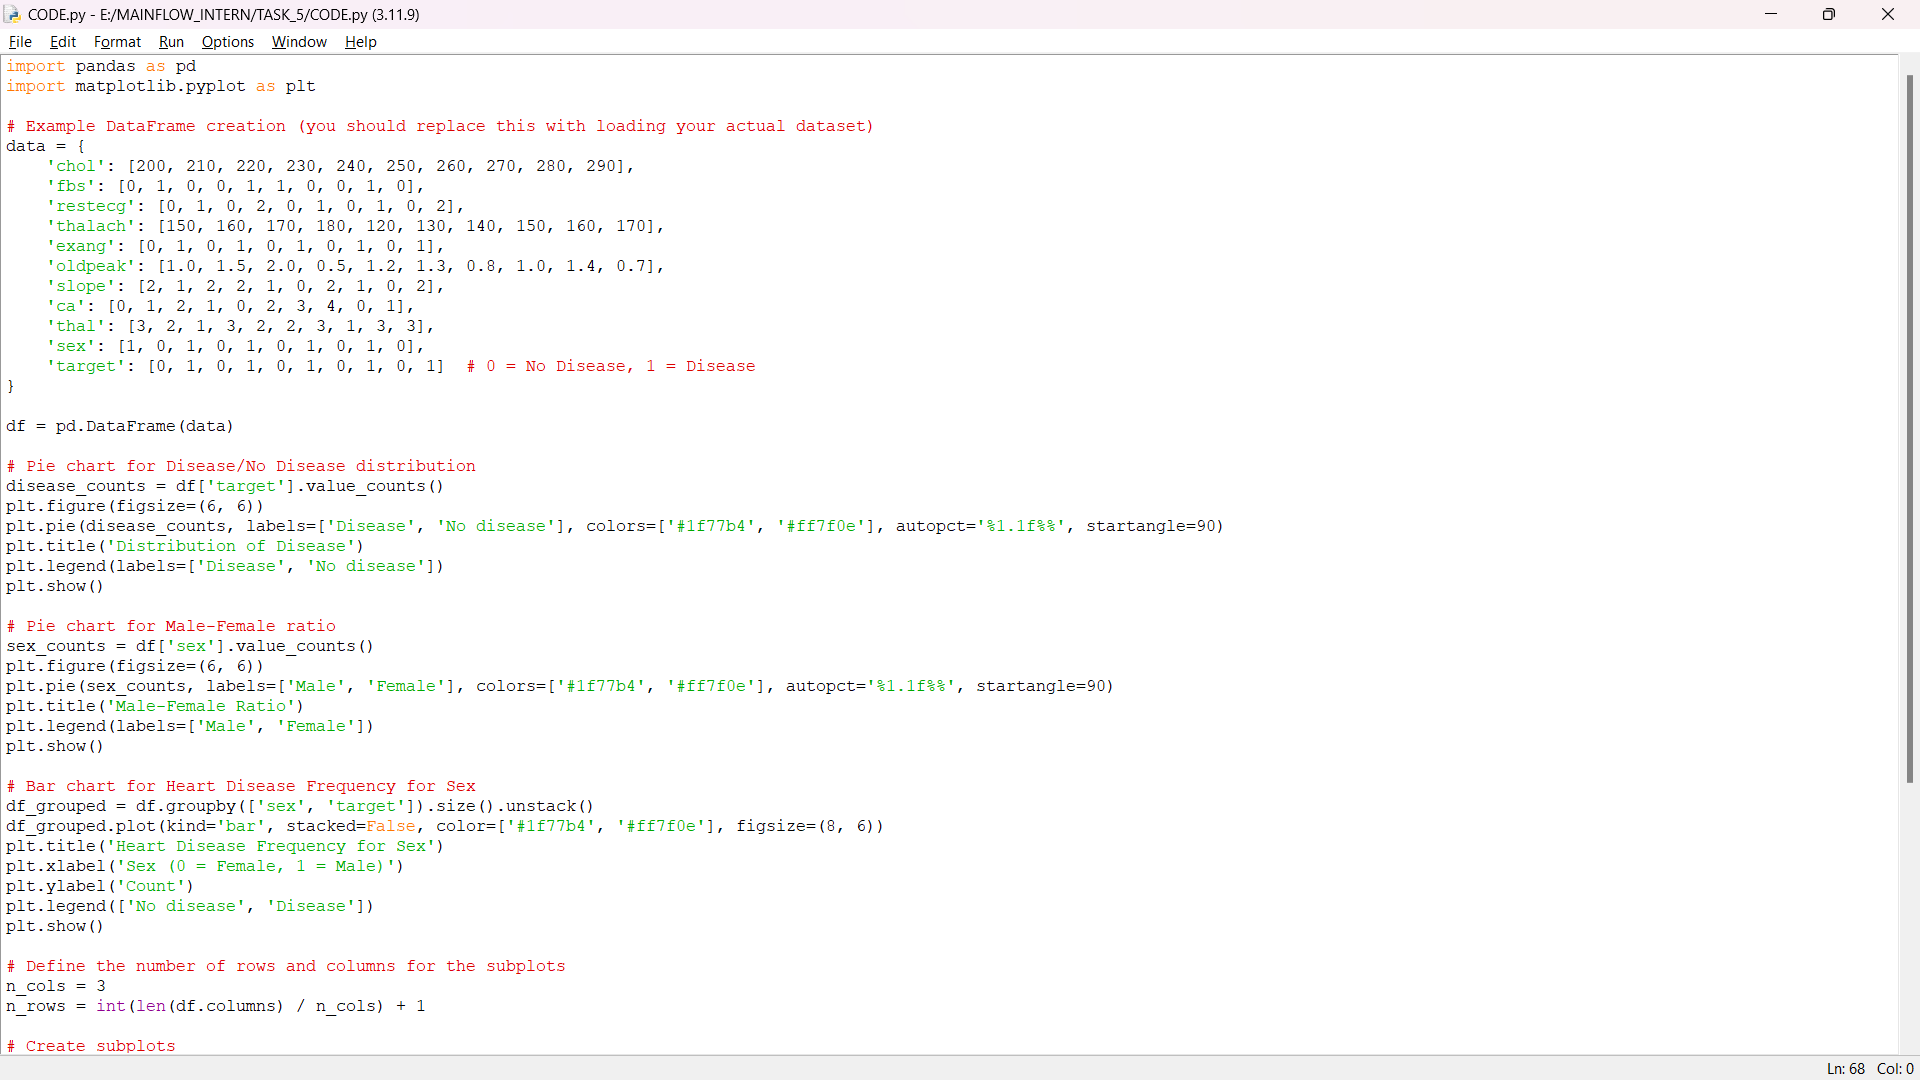 CODE.py - E:/MAINFLOW_INTERN/TASK_5/CODE.py (3.11.9)
File Edit Format Run Options Window Help
import pandas as pd
import matplotlib.pyplot as plt

# Example DataFrame creation (you should replace this with loading your actual dataset)
data = {
    'chol': [200, 210, 220, 230, 240, 250, 260, 270, 280, 290],
    'fbs': [0, 1, 0, 0, 1, 1, 0, 0, 1, 0],
    'restecg': [0, 1, 0, 2, 0, 1, 0, 1, 0, 2],
    'thalach': [150, 160, 170, 180, 120, 130, 140, 150, 160, 170],
    'exang': [0, 1, 0, 1, 0, 1, 0, 1, 0, 1],
    'oldpeak': [1.0, 1.5, 2.0, 0.5, 1.2, 1.3, 0.8, 1.0, 1.4, 0.7],
    'slope': [2, 1, 2, 2, 1, 0, 2, 1, 0, 2],
    'ca': [0, 1, 2, 1, 0, 2, 3, 4, 0, 1],
    'thal': [3, 2, 1, 3, 2, 2, 3, 1, 3, 3],
    'sex': [1, 0, 1, 0, 1, 0, 1, 0, 1, 0],
    'target': [0, 1, 0, 1, 0, 1, 0, 1, 0, 1]  # 0 = No Disease, 1 = Disease
}

df = pd.DataFrame(data)

# Pie chart for Disease/No Disease distribution
disease_counts = df['target'].value_counts()
plt.figure(figsize=(6, 6))
plt.pie(disease_counts, labels=['Disease', 'No disease'], colors=['#1f77b4', '#ff7f0e'], autopct='%1.1f%%', startangle=90)
plt.title('Distribution of Disease')
plt.legend(labels=['Disease', 'No disease'])
plt.show()

# Pie chart for Male-Female ratio
sex_counts = df['sex'].value_counts()
plt.figure(figsize=(6, 6))
plt.pie(sex_counts, labels=['Male', 'Female'], colors=['#1f77b4', '#ff7f0e'], autopct='%1.1f%%', startangle=90)
plt.title('Male-Female Ratio')
plt.legend(labels=['Male', 'Female'])
plt.show()

# Bar chart for Heart Disease Frequency for Sex
df_grouped = df.groupby(['sex', 'target']).size().unstack()
df_grouped.plot(kind='bar', stacked=False, color=['#1f77b4', '#ff7f0e'], figsize=(8, 6))
plt.title('Heart Disease Frequency for Sex')
plt.xlabel('Sex (0 = Female, 1 = Male)')
plt.ylabel('Count')
plt.legend(['No disease', 'Disease'])
plt.show()

# Define the number of rows and columns for the subplots
n_cols = 3
n_rows = int(len(df.columns) / n_cols) + 1

# Create subplots
Ln: 68 Col: 0